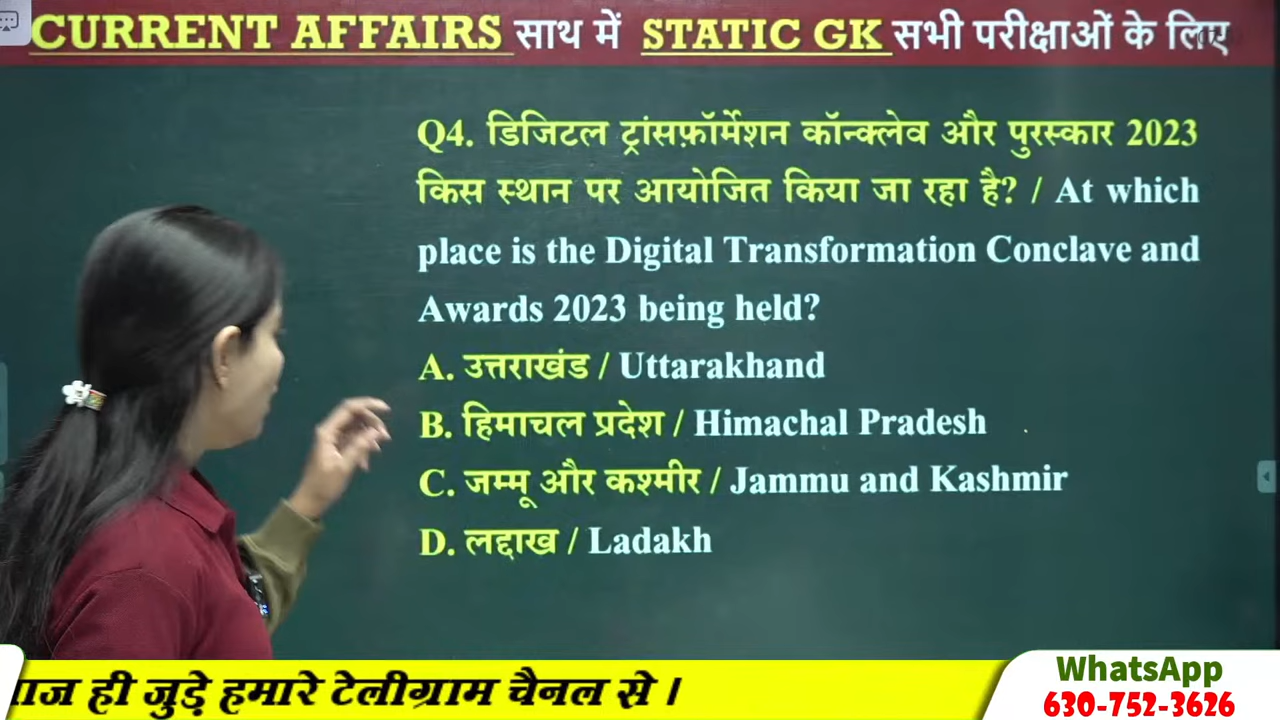 CURRENT AFFAIRS साथ में STATIC GK सभी परीक्षाओं के लिए
Q4. डिजिटल ट्रांसफ़ॉर्मेशन कॉन्क्लेव और पुरस्कार 2023
किस स्थान पर आयोजित किया जा रहा है? / At which
place is the Digital Transformation Conclave and
Awards 2023 being held?
A. उत्तराखंड / Uttarakhand
B. हिमाचल प्रदेश / Himachal Pradesh
C. जम्मू और कश्मीर / Jammu and Kashmir
D. लद्दाख / Ladakh
ही जुड़े हमारे टेलीग्राम चैनल से ।
WhatsApp
630-752-3626